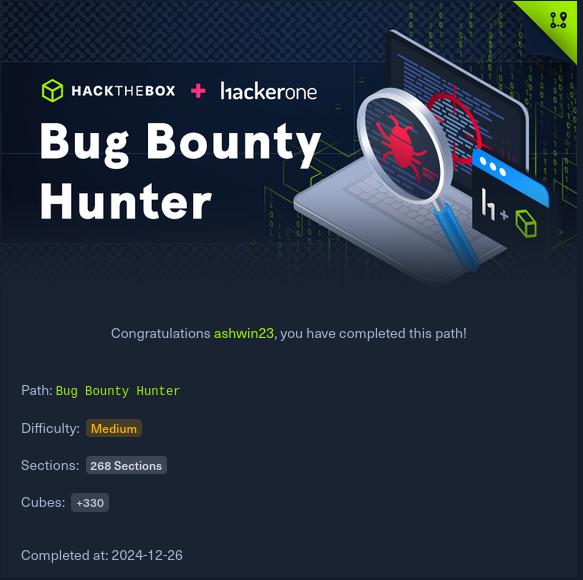 HACKTHEBOX + hackerone
Bug Bounty
Hunter
h +
Congratulations ashwin23, you have completed this path!
Path: Bug Bounty Hunter
Difficulty: Medium
Sections: 268 Sections
Cubes: +330
Completed at: 2024-12-26